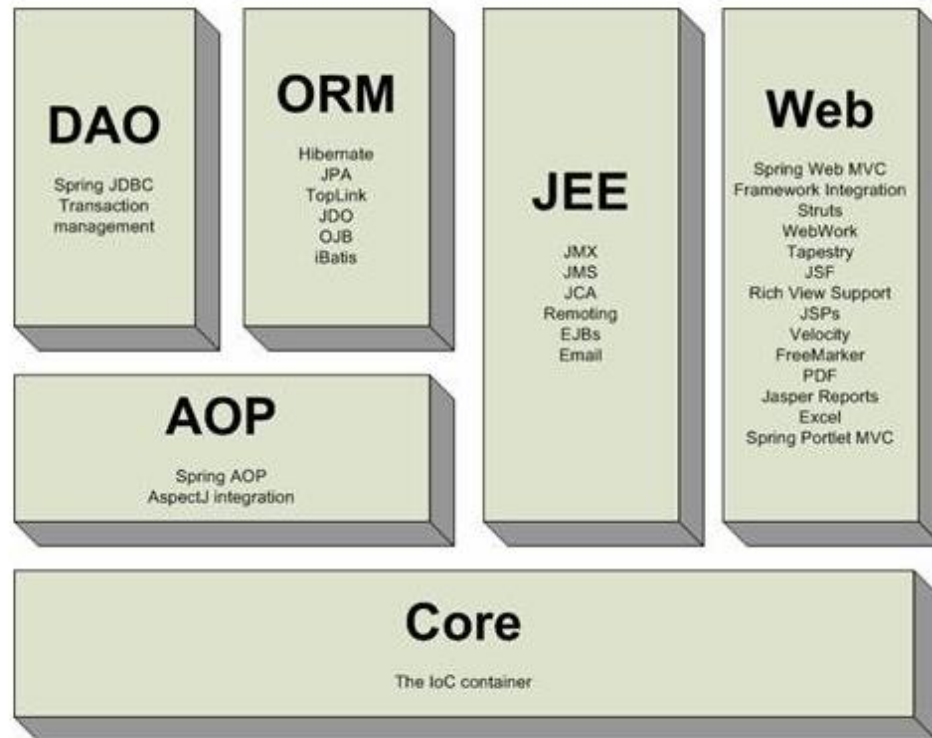 DAO
Spring JDBC
Transaction
management
ORM
Hibernate
JPA
TopLink
JDO
OJB
iBatis
JEE
JMX
JMS
JCA
Remoting
EJBs
Email
Web
Spring Web MVC
Framework Integration
Struts
WebWork
Tapestry
JSF
Rich View Support
JSPs
Velocity
FreeMarker
PDF
Jasper Reports
Excel
Spring Portlet MVC
AOP
Spring AOP
AspectJ integration
Core
The IoC container